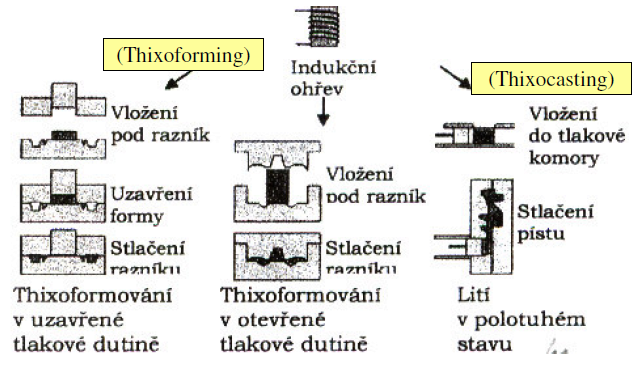 (Thixoforming)
Indukční
ohřev
(Thixocasting)
Vložení
pod razník
Uzavření
formy
Stlačení
razníku
Thixoformování
v uzavřené
tlakové dutině
Vložení
pod razník
Stlačení
razníku
Thixoformování
v otevřené
tlakové dutině
Vložení
do tlakové
komory
Stlačení
pístu
Lití
v polotuhém
stavu